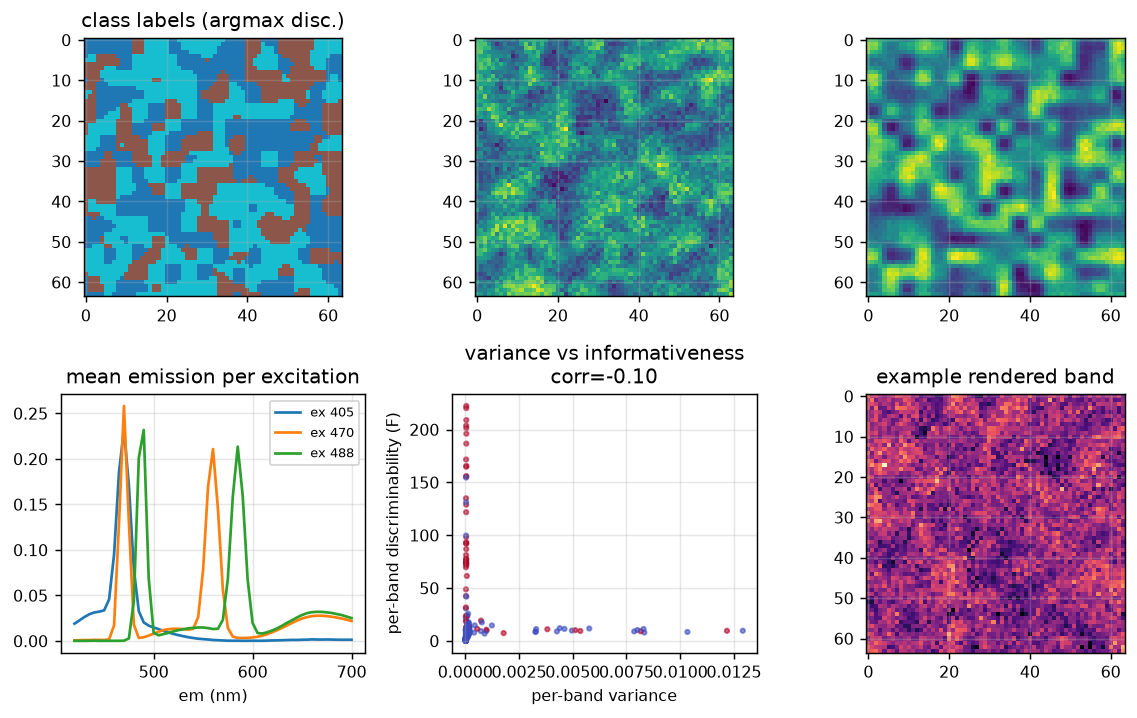 class labels (argmax disc.)
0
10
20
30
40
50
60
0 20 40 60
0
10
20
30
40
50
60
0 20 40 60
0
10
20
30
40
50
60
0 20 40 60
mean emission per excitation
0.25
0.20
0.15
0.10
0.05
0.00
ex 405
ex 470
ex 488
500 600 700
em (nm)
variance vs informativeness
corr=-0.10
per-band discriminability (F)
200
150
100
50
0
0.0000 0.0025 0.0050 0.0075 0.0100 0.0125
per-band variance
example rendered band
0
10
20
30
40
50
60
0 20 40 60